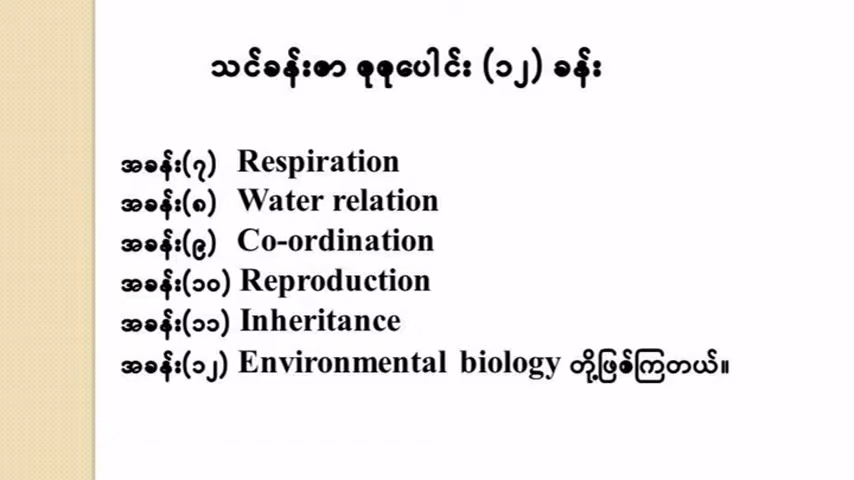 သင်ခန်းစာ စုစုပေါင်း (၁၂) ခန်း
အခန်း(၇) Respiration
အခန်း(၈) Water relation
အခန်း(၉) Co-ordination
အခန်း(၁၀) Reproduction
အခန်း(၁၁) Inheritance
အခန်း(၁၂) Environmental biology တို့ဖြစ်ကြတယ်။